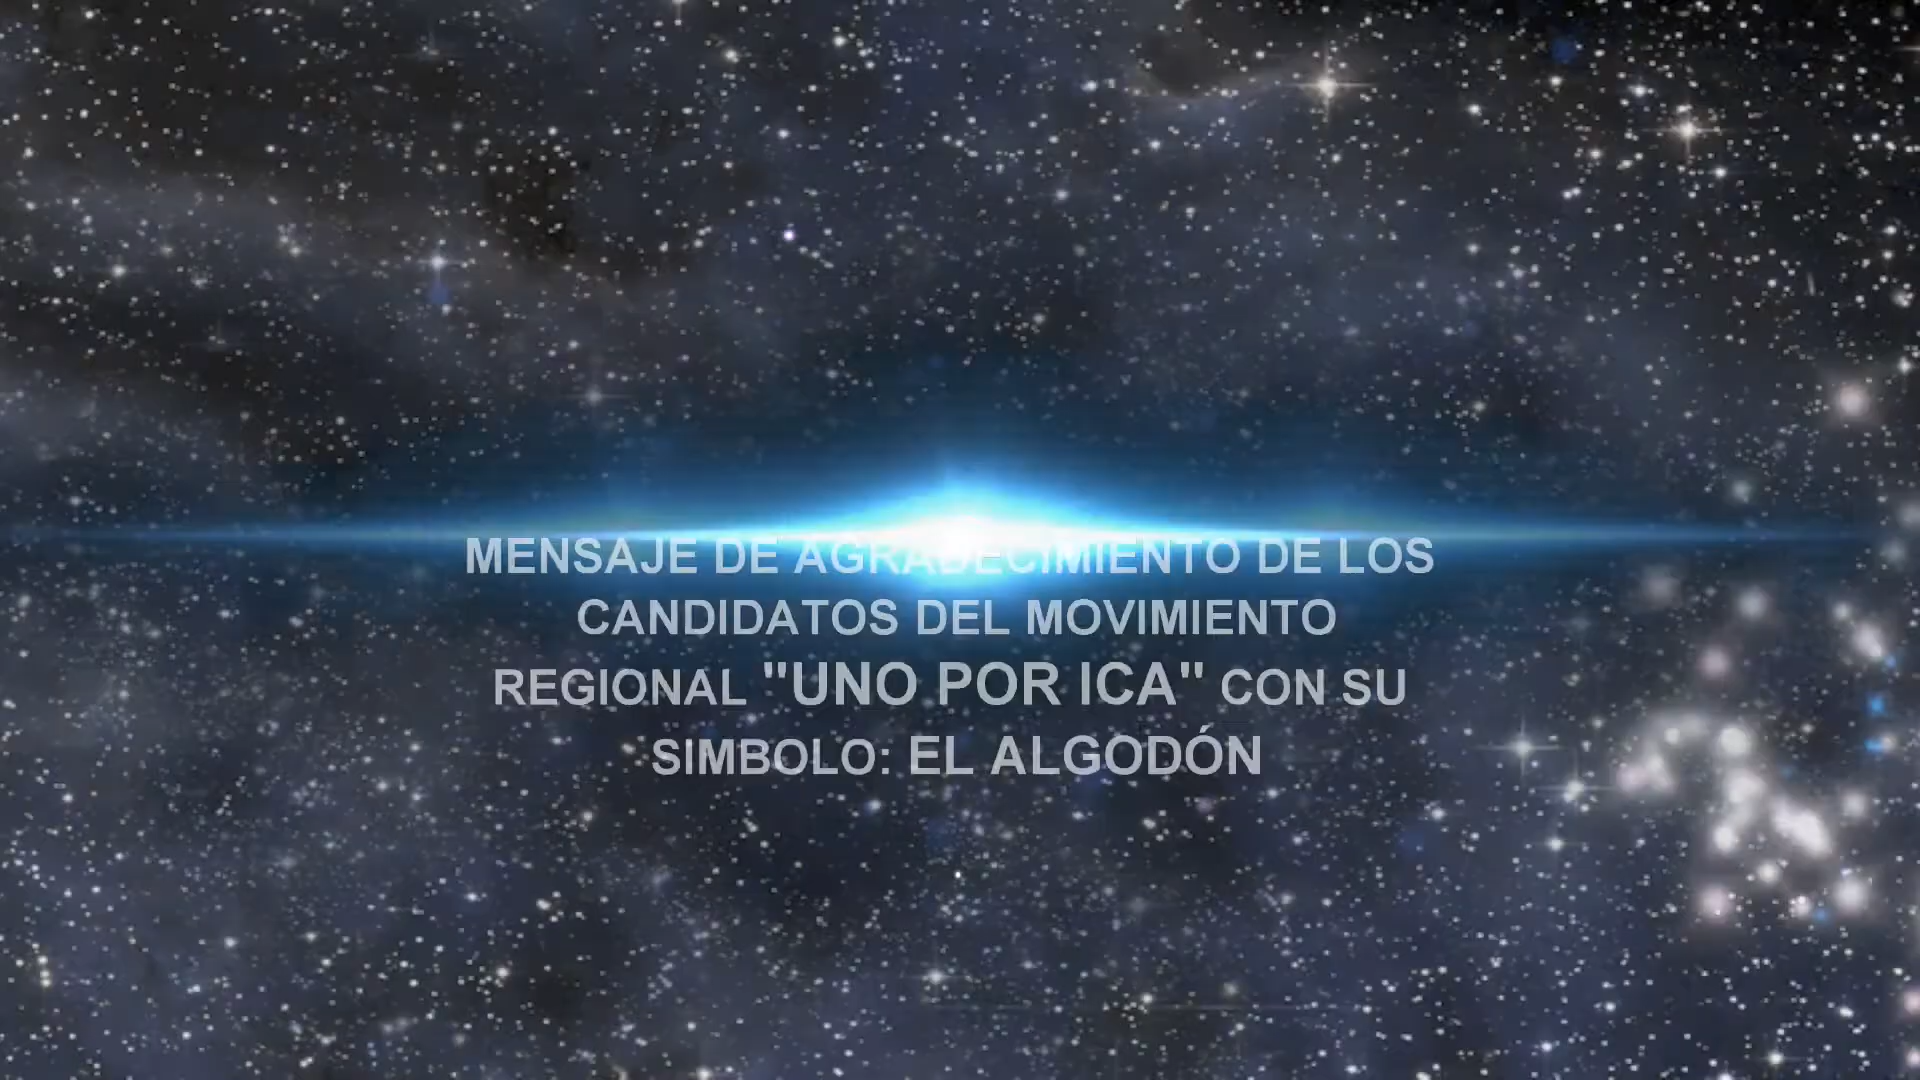 MENSAJE DE AGRADECIMIENTO DE LOS
CANDIDATOS DEL MOVIMIENTO
REGIONAL "UNO POR ICA" CON SU
SIMBOLO: EL ALGODÓN